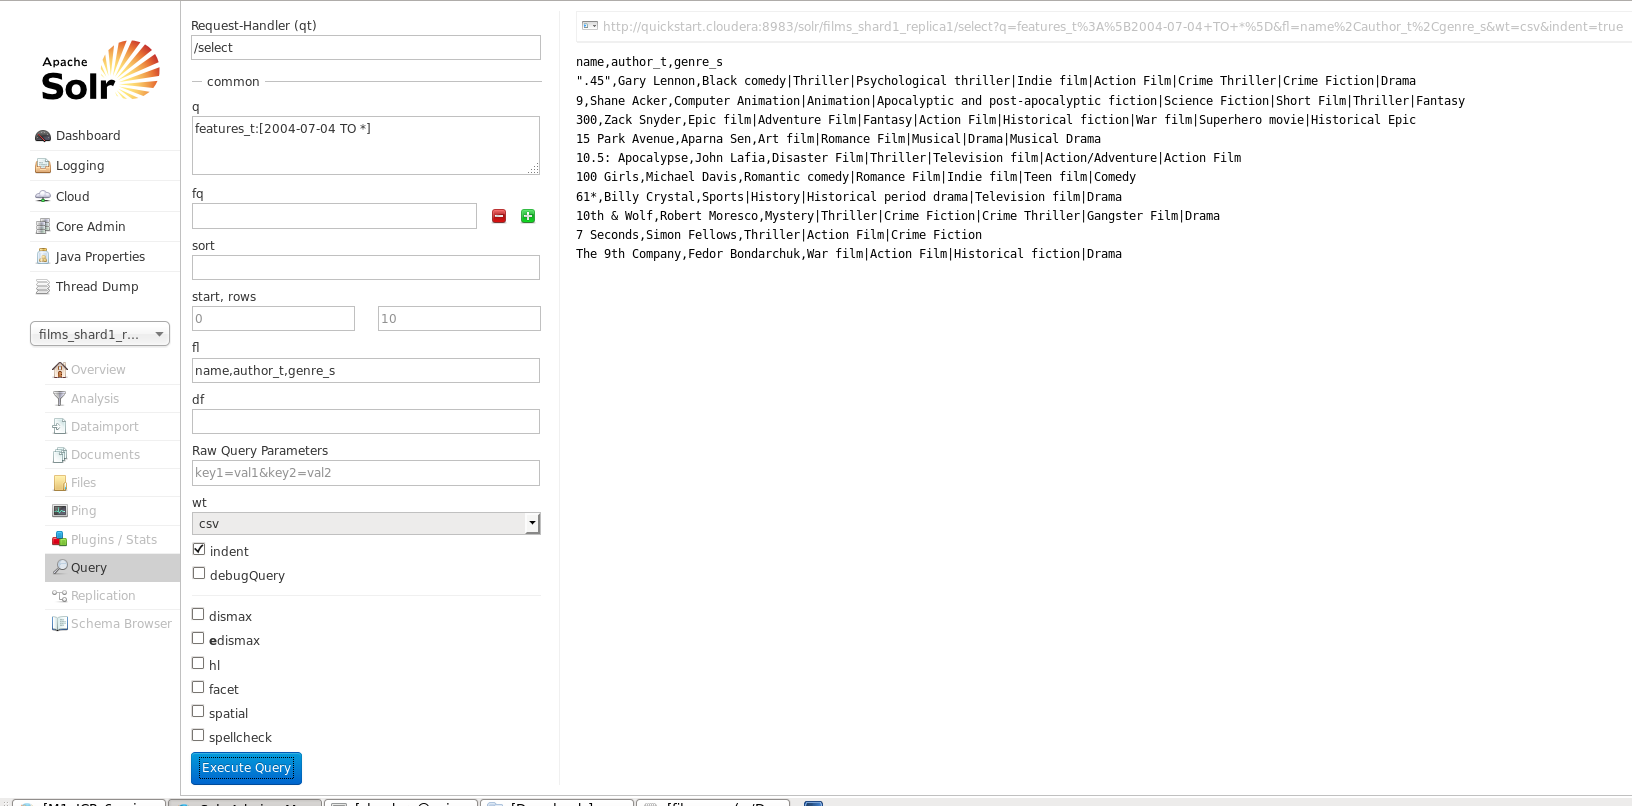 Apache
Solr
Dashboard
Logging
Cloud
Core Admin
Java Properties
Thread Dump
films_shard1_r...
Overview
Analysis
Dataimport
Documents
Files
Ping
Plugins / Stats
Query
Replication
Schema Browser
Request-Handler (qt)
/select
common
q
features_t:[2004-07-04 TO *]
fq
sort
start, rows
0 10
fl
name,author_t,genre_s
df
Raw Query Parameters
key1=val1&key2=val2
wt
csv
indent
debugQuery
dismax
edismax
hl
facet
spatial
spellcheck
Execute Query
http://quickstart.cloudera:8983/solr/films_shard1_replica1/select?q=features_t%3A%5B2004-07-04+TO+*%5D&fl=name%2Cauthor_t%2Cgenre_s&wt=csv&indent=true
name,author_t,genre_s
".45",Gary Lennon,Black comedy|Thriller|Psychological thriller|Indie film|Action Film|Crime Thriller|Crime Fiction|Drama
9,Shane Acker,Computer Animation|Animation|Apocalyptic and post-apocalyptic fiction|Science Fiction|Short Film|Thriller|Fantasy
300,Zack Snyder,Epic film|Adventure Film|Fantasy|Action Film|Historical fiction|War film|Superhero movie|Historical Epic
15 Park Avenue,Aparna Sen,Art film|Romance Film|Musical|Drama|Musical Drama
10.5: Apocalypse,John Lafia,Disaster Film|Thriller|Television film|Action/Adventure|Action Film
100 Girls,Michael Davis,Romantic comedy|Romance Film|Indie film|Teen film|Comedy
61*,Billy Crystal,Sports|History|Historical period drama|Television film|Drama
10th & Wolf,Robert Moresco,Mystery|Thriller|Crime Fiction|Crime Thriller|Gangster Film|Drama
7 Seconds,Simon Fellows,Thriller|Action Film|Crime Fiction
The 9th Company,Fedor Bondarchuk,War film|Action Film|Historical fiction|Drama